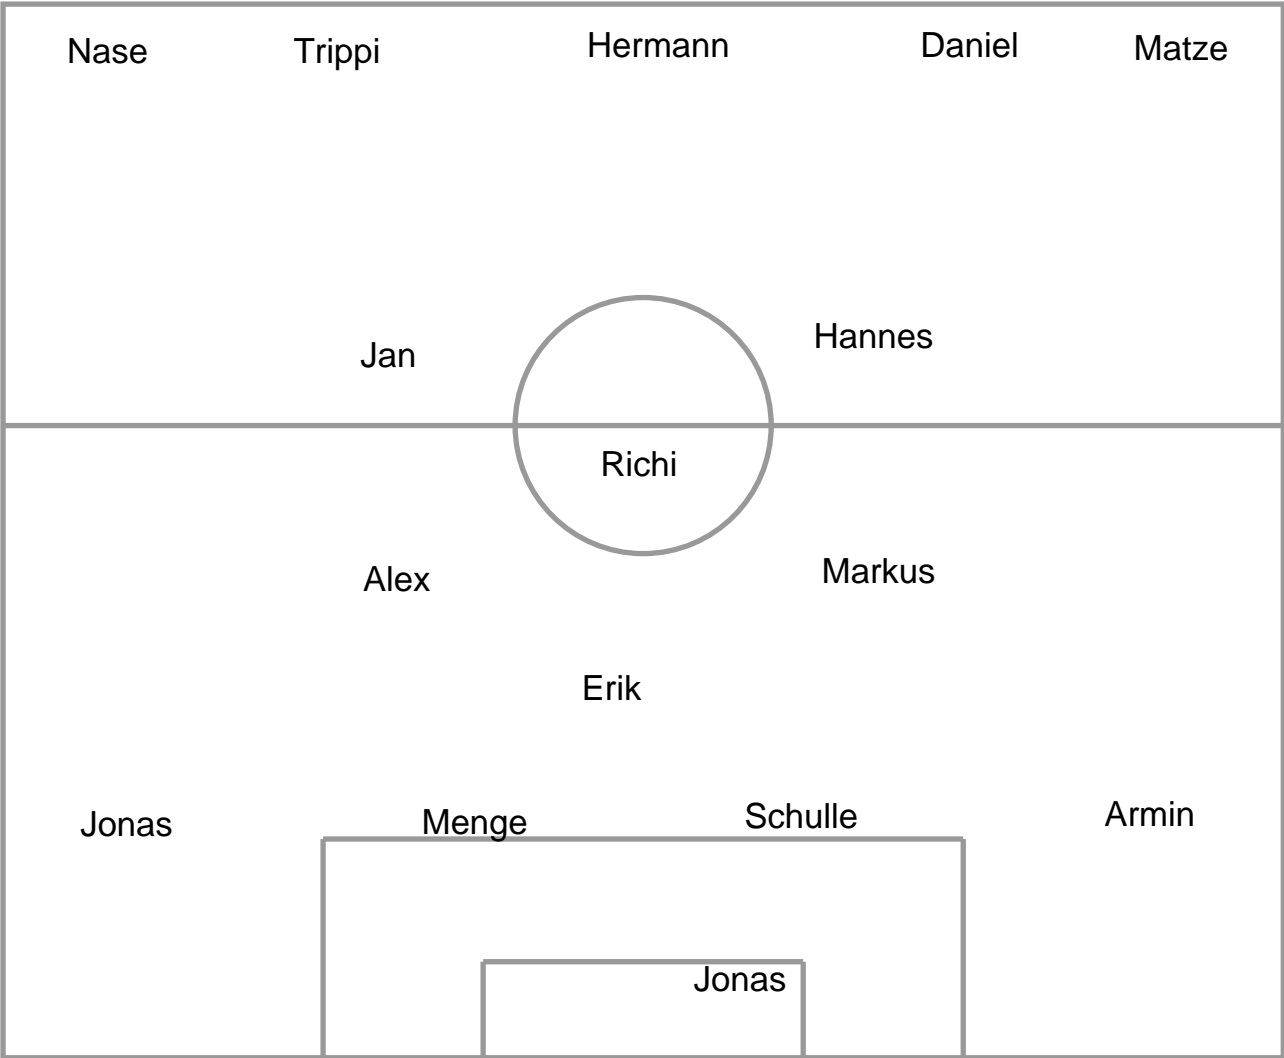 Nase Trippi Hermann Daniel Matze
Jan Hannes
Richi
Alex Markus
Erik
Jonas Menge Schulle Armin
Jonas